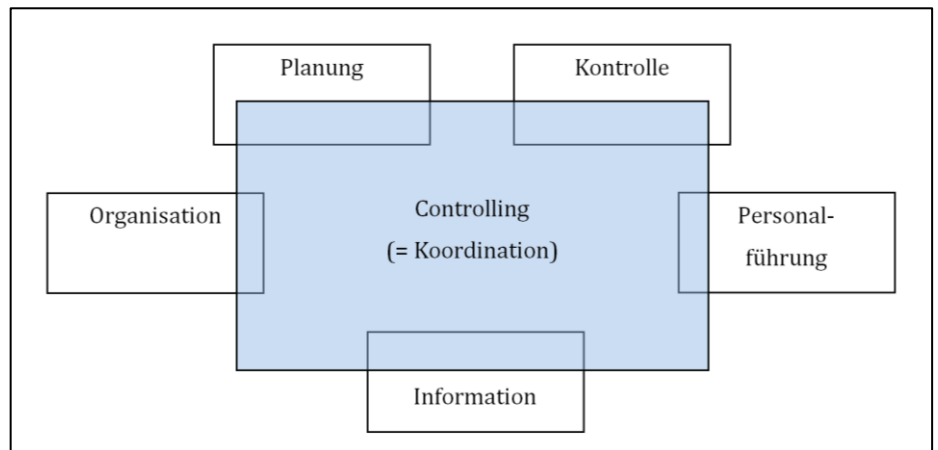 Planung
Kontrolle
Organisation
Controlling
(= Koordination)
Personal-
führung
Information